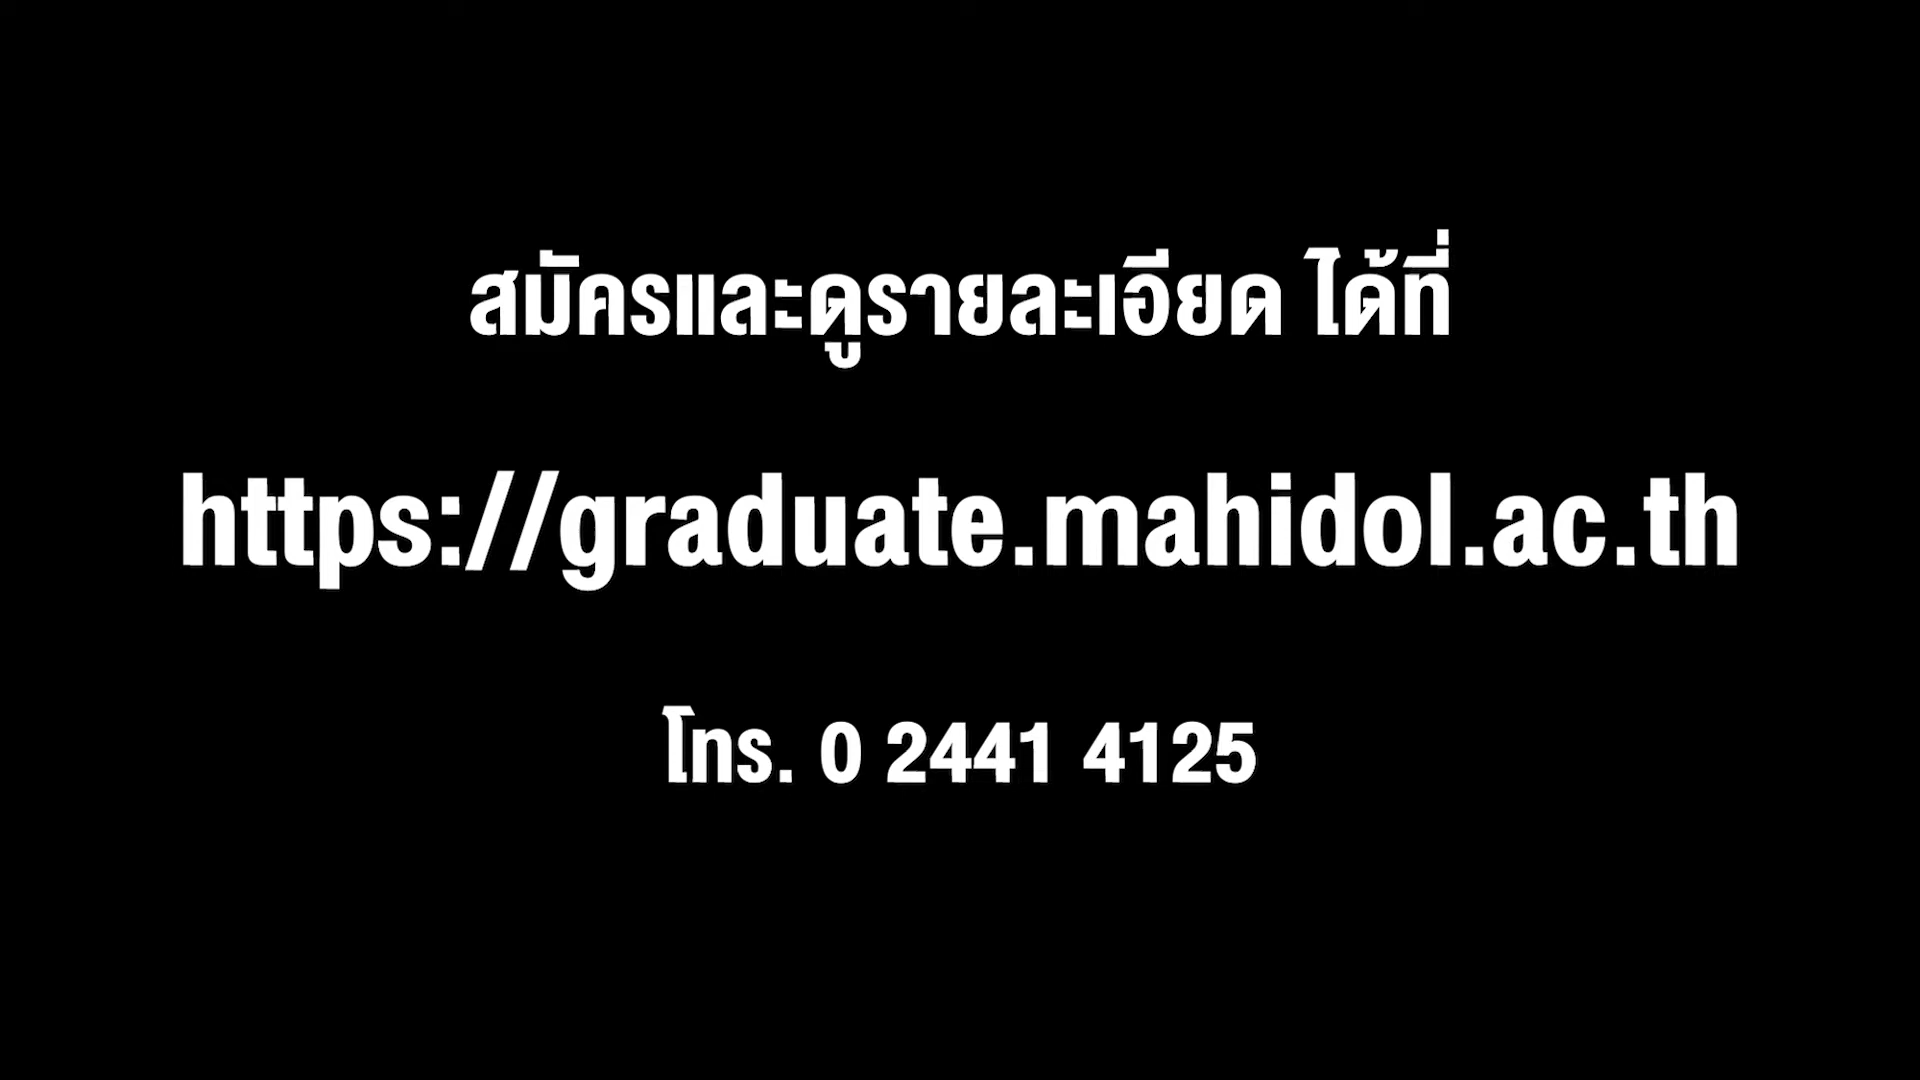 สมัครและดูรายละเอียด ได้ที่
https://graduate.mahidol.ac.th
โทร. 0 2441 4125